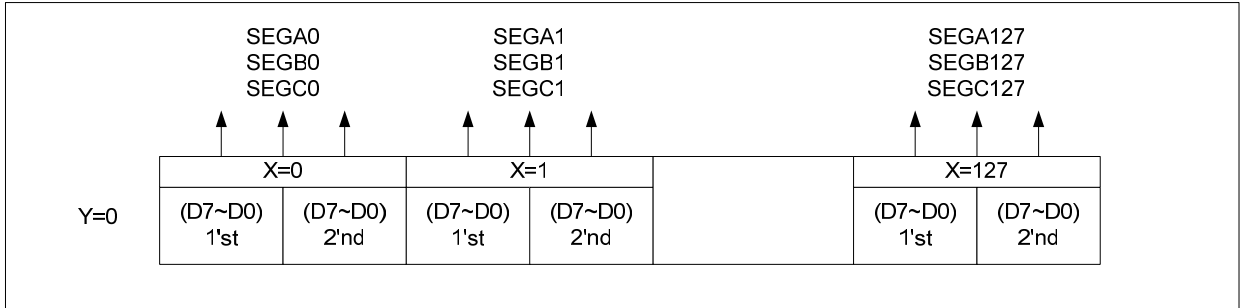 SEGA0 SEGA1 SEGA127
SEGB0 SEGB1 SEGB127
SEGC0 SEGC1 SEGC127
X=0 X=1 X=127
Y=0 (D7~D0) (D7~D0) (D7~D0) (D7~D0) (D7~D0) (D7~D0)
1'st 2'nd 1'st 2'nd 1'st 2'nd